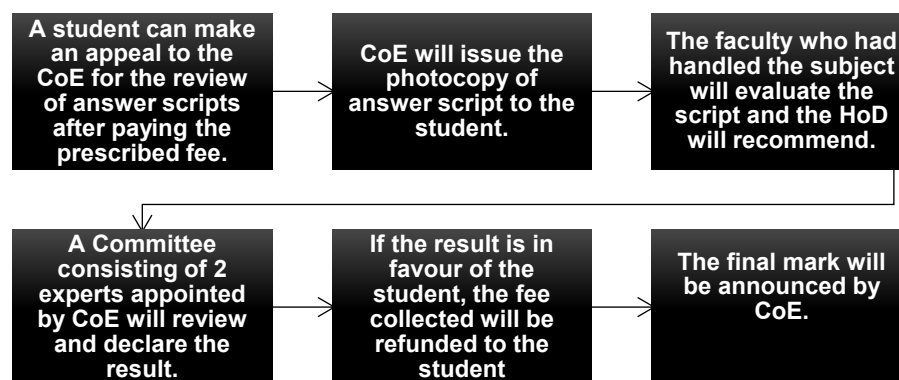 A student can make
an appeal to the
CoE for the review
of answer scripts
after paying the
prescribed fee.
CoE will issue the
photocopy of
answer script to the
student.
The faculty who had
handled the subject
will evaluate the
script and the HoD
will recommend.
A Committee
consisting of 2
experts appointed
by CoE will review
and declare the
result.
If the result is in
favour of the
student, the fee
collected will be
refunded to the
student
The final mark will
be announced by
CoE.